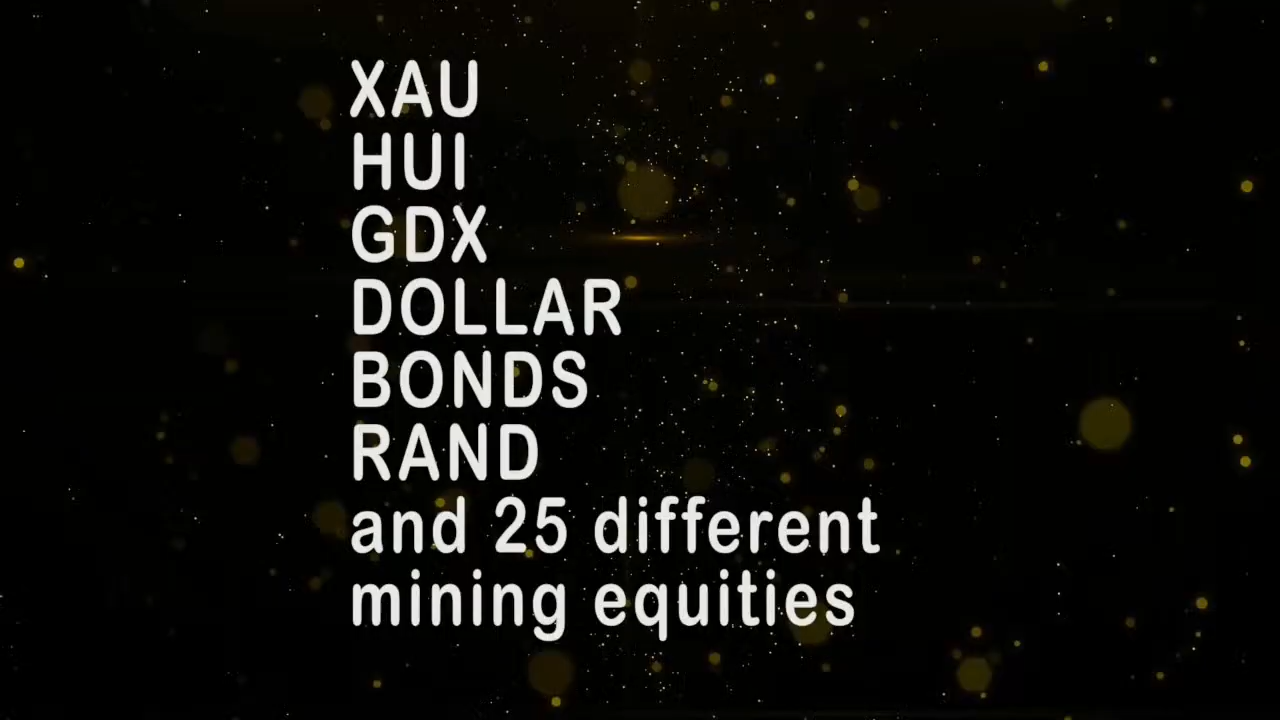 XAU
HUI
GDX
DOLLAR
BONDS
RAND
and 25 different
mining equities